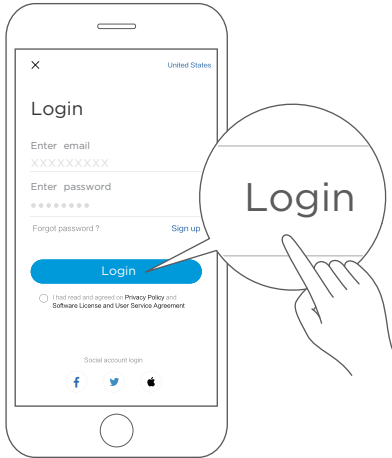 United States
Login
Enter email
XXXXXXXXX
Enter password
Forgot password ?
Sign up
Login
I had read and agreed on Privacy Policy and
Software License and User Service Agreement
Social account login
Login